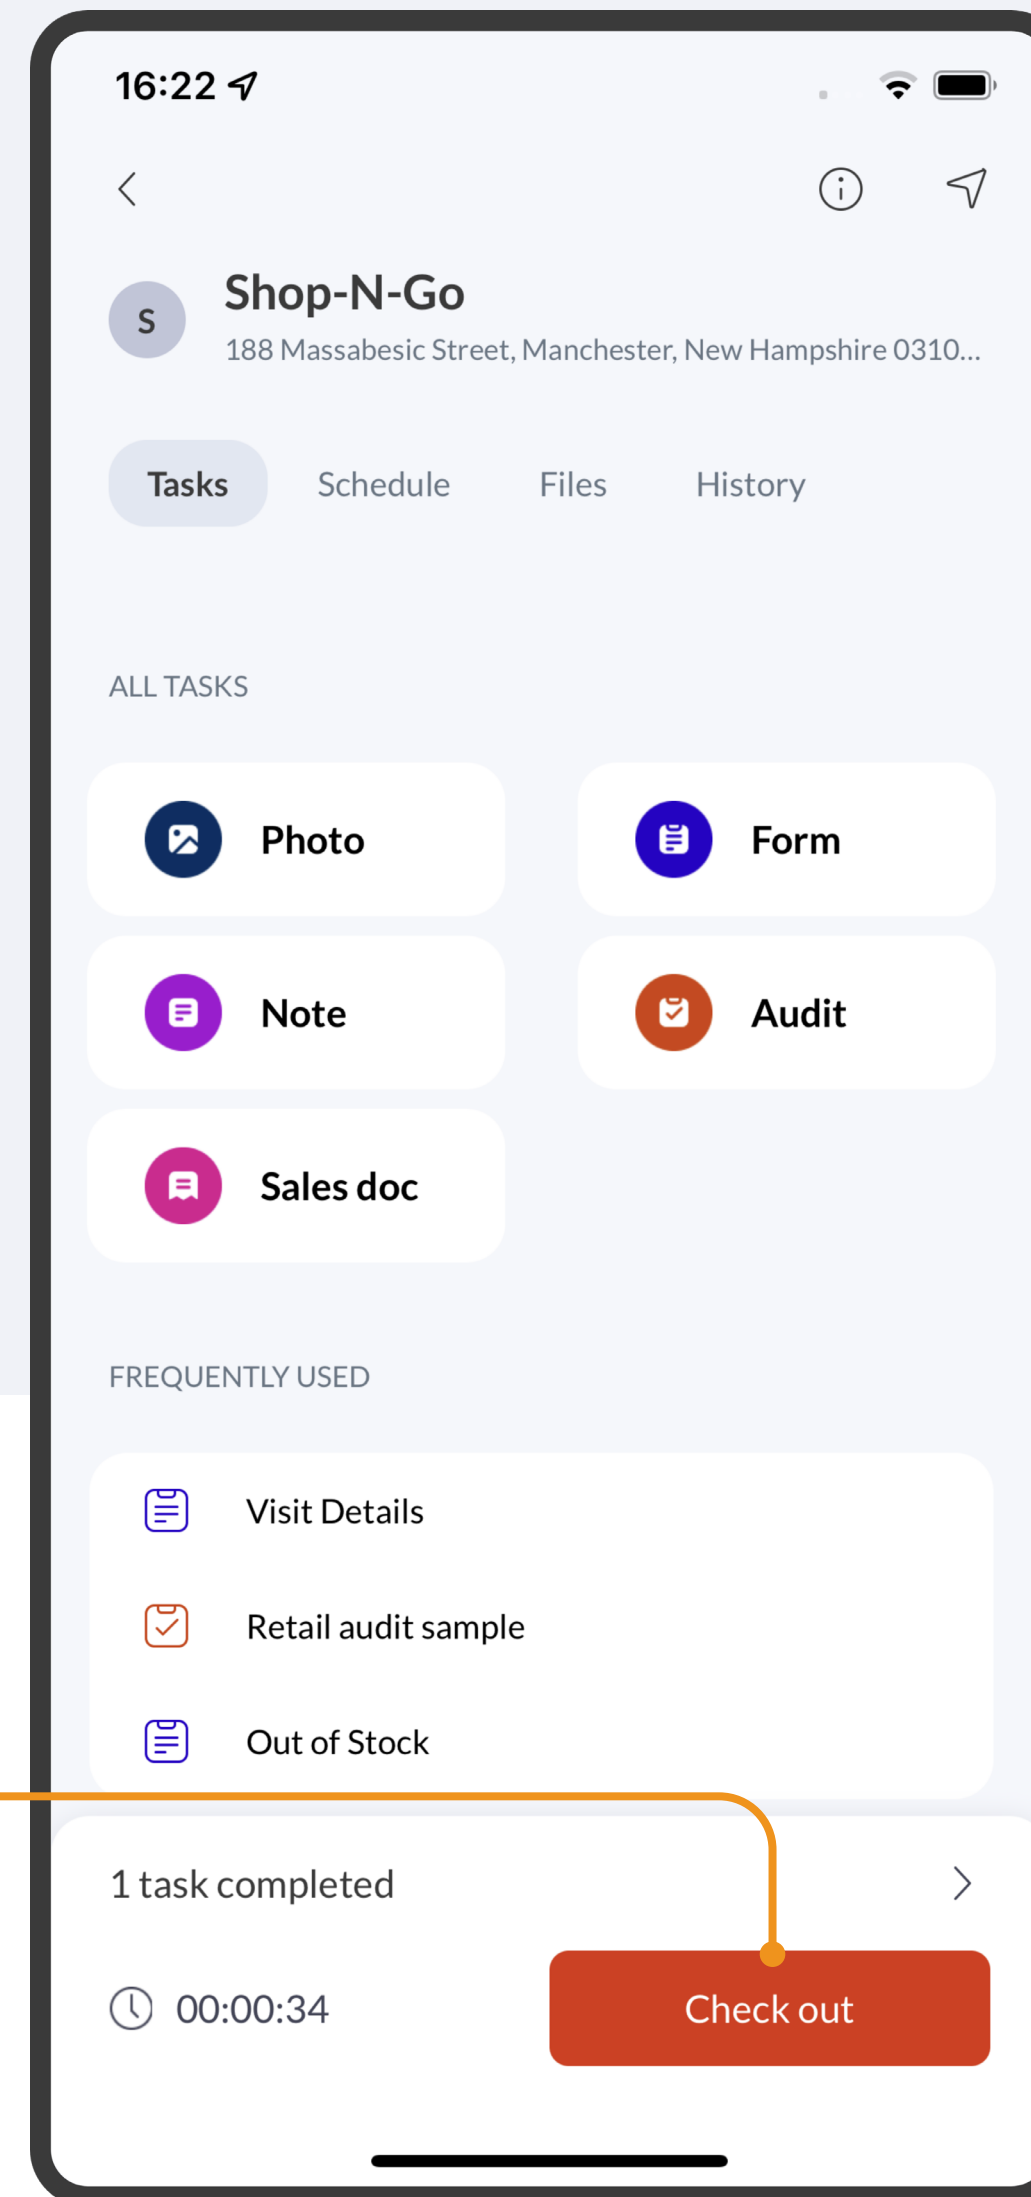 16:22
S
Shop-N-Go
188 Massabesic Street, Manchester, New Hampshire 0310...
Tasks
Schedule
Files
History
ALL TASKS
Photo
Form
Note
Audit
Sales doc
FREQUENTLY USED
Visit Details
Retail audit sample
Out of Stock
1 task completed
00:00:34
Check out